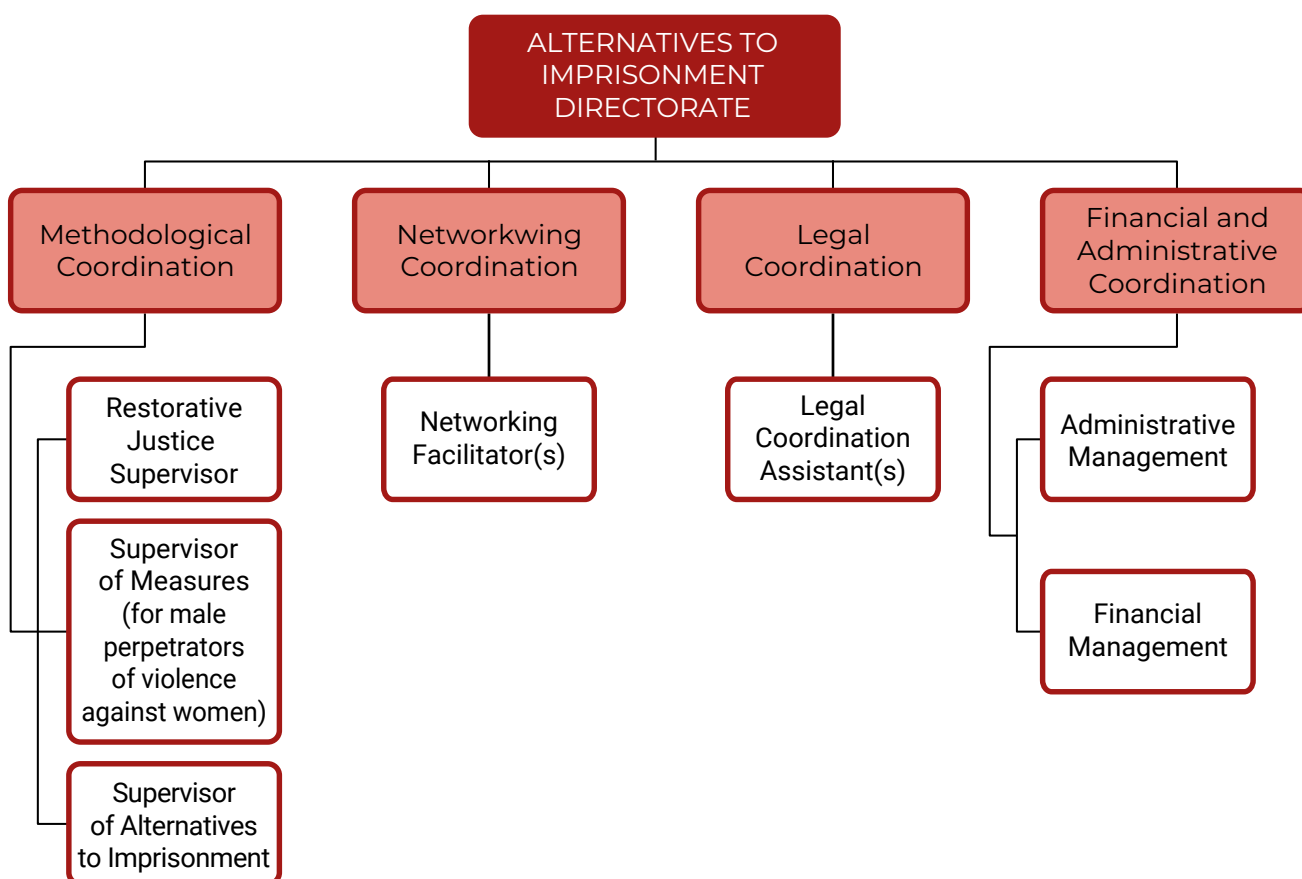 ALTERNATIVES TO
IMPRISONMENT
DIRECTORATE
Methodological
Coordination
Networkwing
Coordination
Legal
Coordination
Financial and
Administrative
Coordination
Restorative
Justice
Supervisor
Supervisor
of Measures
(for male
perpetrators
of violence
against women)
Supervisor
of Alternatives
to Imprisonment
Networking
Facilitator(s)
Legal
Coordination
Assistant(s)
Administrative
Management
Financial
Management